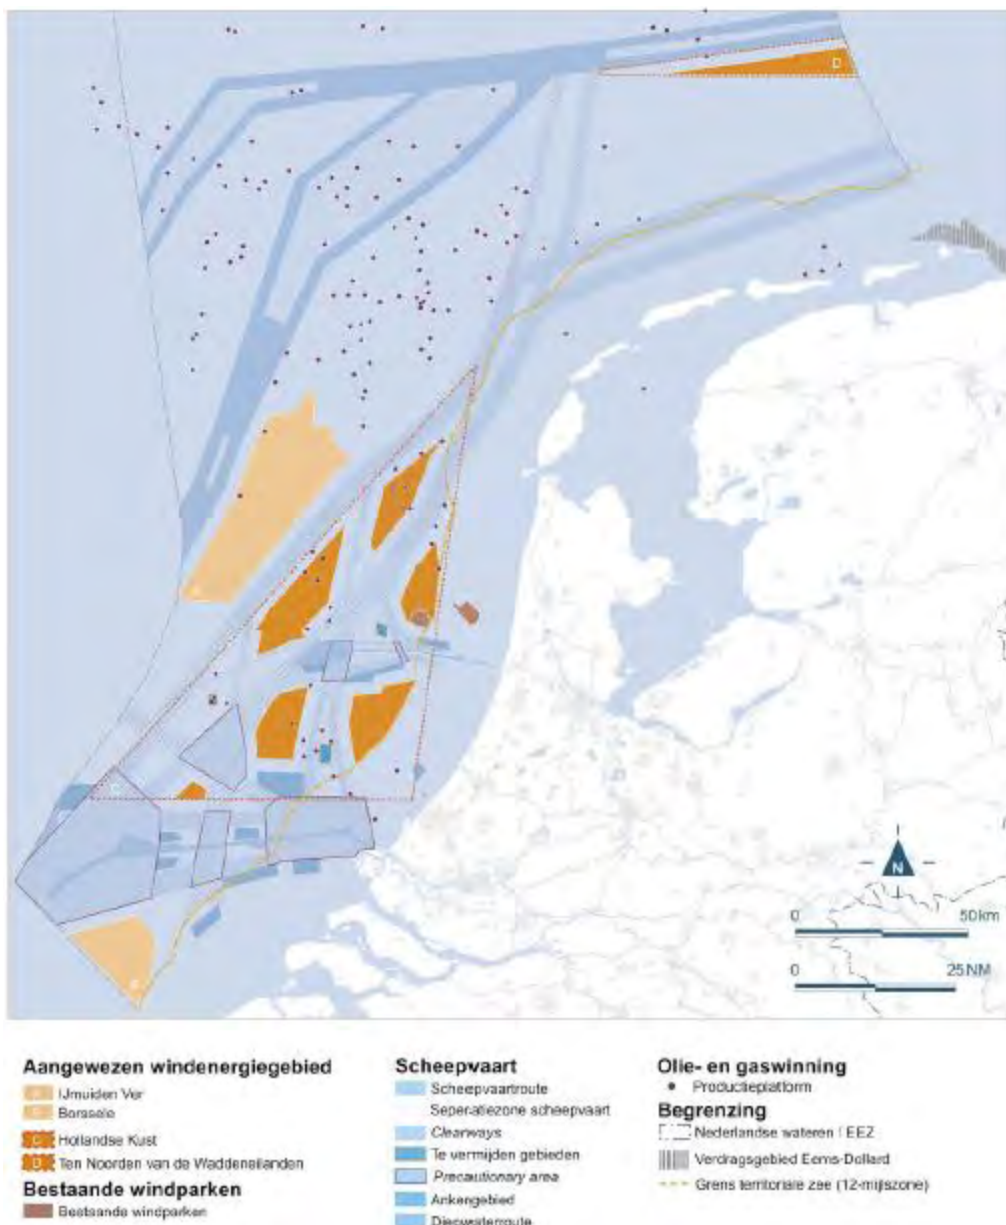 D
C
B
N
0 50km
0 25NM
Aangewezen windenergiegebied
IJmuiden Ver
Borssele
C Hollandse Kust
D Ten Noorden van de Waddeneilanden
Bestaande windparken
Bestaande windparken
Scheepvaart
Scheepvaartroute
Seperatiezone scheepvaart
Clearways
Te vermijden gebieden
Precautionary area
Ankergebied
Diepwaterroute
Olie- en gaswinning
Productieplatform
Begrenzing
Nederlandse wateren / EEZ
Verdragsgebied Eems-Dollard
Grens territoriale zee (12-mijlszone)